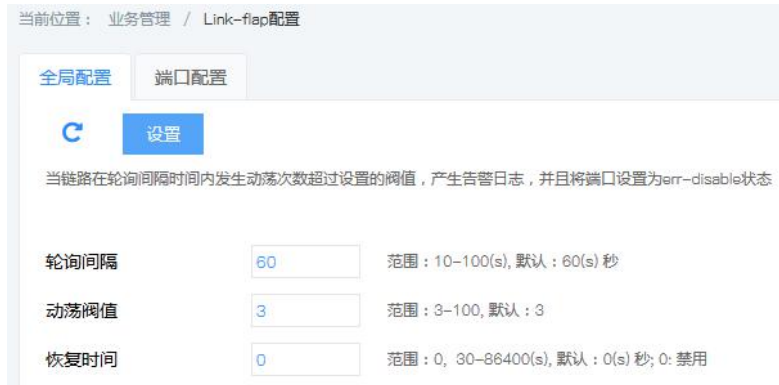 当前位置： 业务管理 / Link-flap配置
全局配置 端口配置
设置
当链路在轮询间隔时间内发生动荡次数超过设置的阀值，产生告警日志，并且将端口设置为err-disable状态
轮询间隔 60 范围：10-100(s), 默认：60(s) 秒
动荡阀值 3 范围：3-100, 默认：3
恢复时间 0 范围：0, 30-86400(s), 默认：0(s) 秒; 0: 禁用